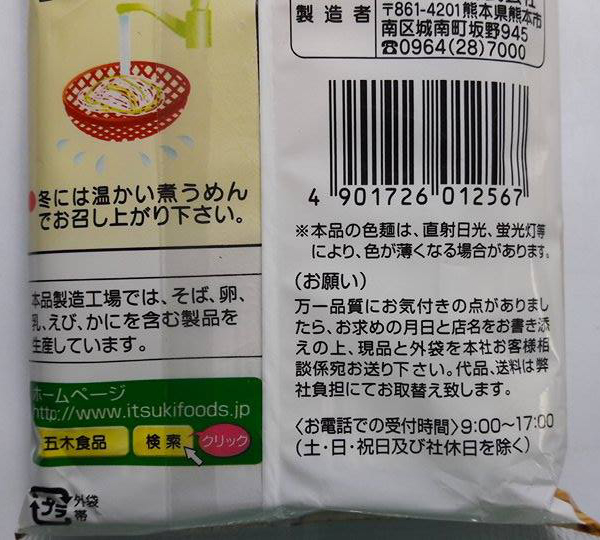 冬には温かい煮うめん
でお召し上がり下さい。
本品製造工場では、そば、卵、
乳、えび、かにを含む製品を
生産しています。
ホームページ
http://www.itsukifoods.jp
五木食品 検索 クリック
プラ
外袋
帯
製造者
〒861-4201熊本県熊本市
南区城南町坂野945
☎0964(28)7000
4 901726 012567
※本品の色麺は、直射日光、蛍光灯等
により、色が薄くなる場合があります。
(お願い)
万一品質にお気付きの点がありまし
たら、お求めの月日と店名をお書き添
えの上、現品と外袋を本社お客様相
談係宛お送り下さい。代品、送料は弊
社負担にてお取替え致します。
〈お電話での受付時間〉9:00~17:00
(土・日・祝日及び社休日を除く)